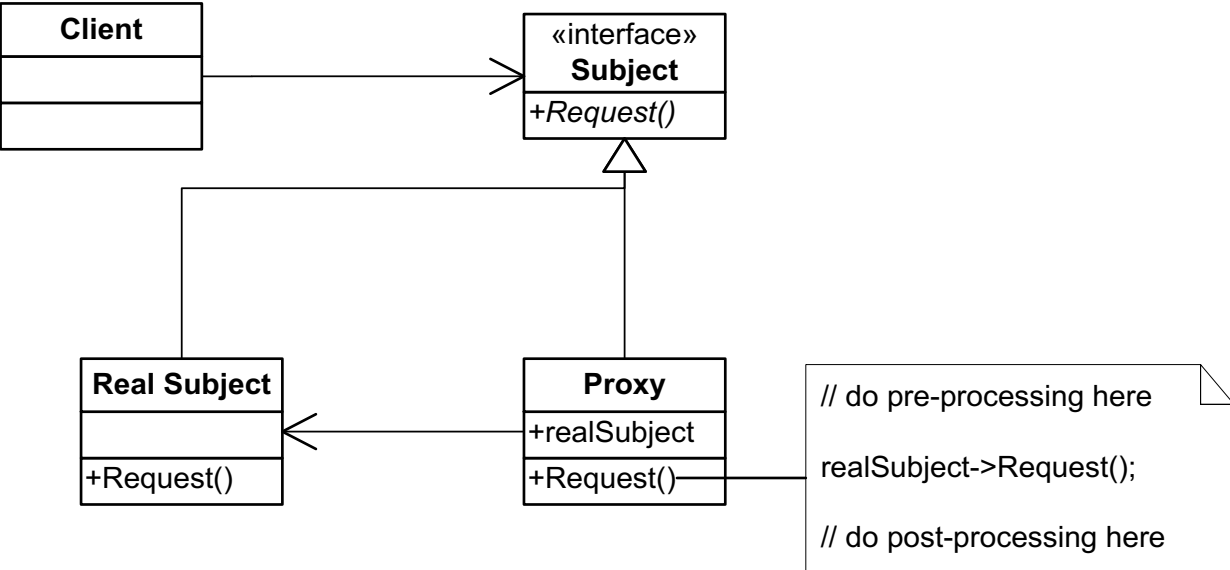 Client
«interface»
Subject
+Request()
Real Subject
+Request()
Proxy
+realSubject
+Request()
// do pre-processing here
realSubject->Request();
// do post-processing here